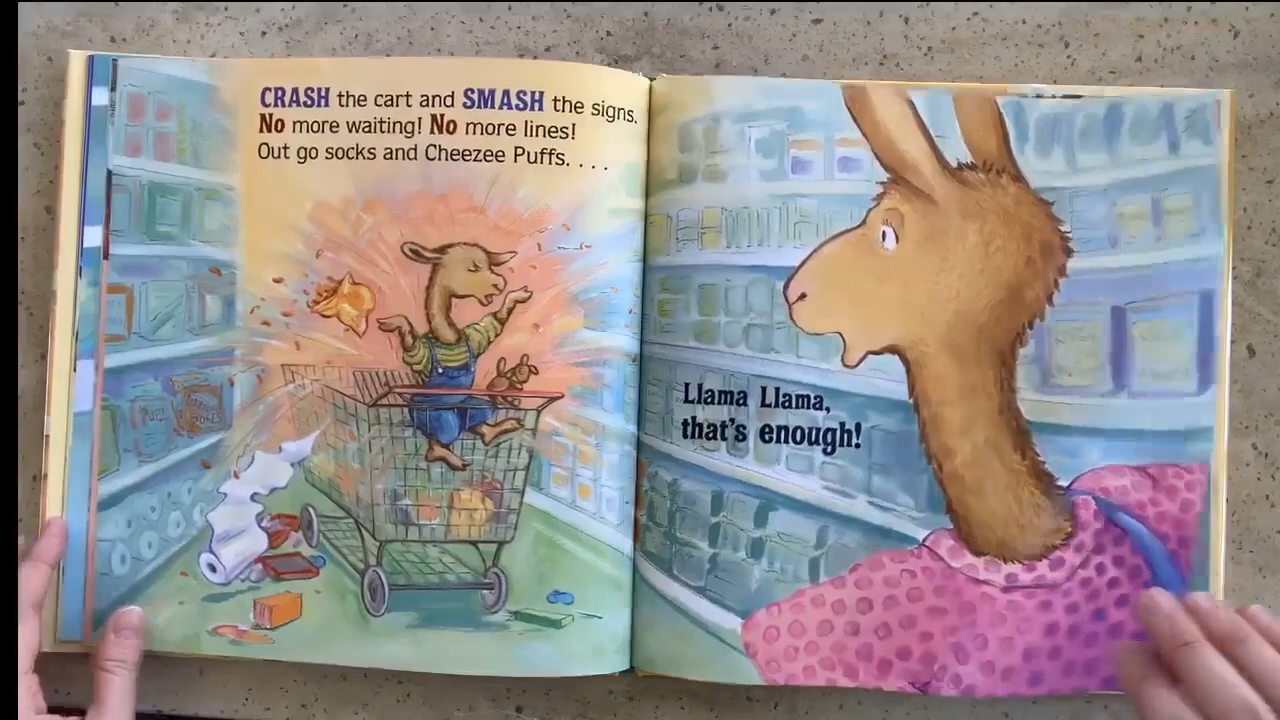 CRASH the cart and SMASH the signs.
No more waiting! No more lines!
Out go socks and Cheezee Puffs. . . .
Llama Llama,
that's enough!